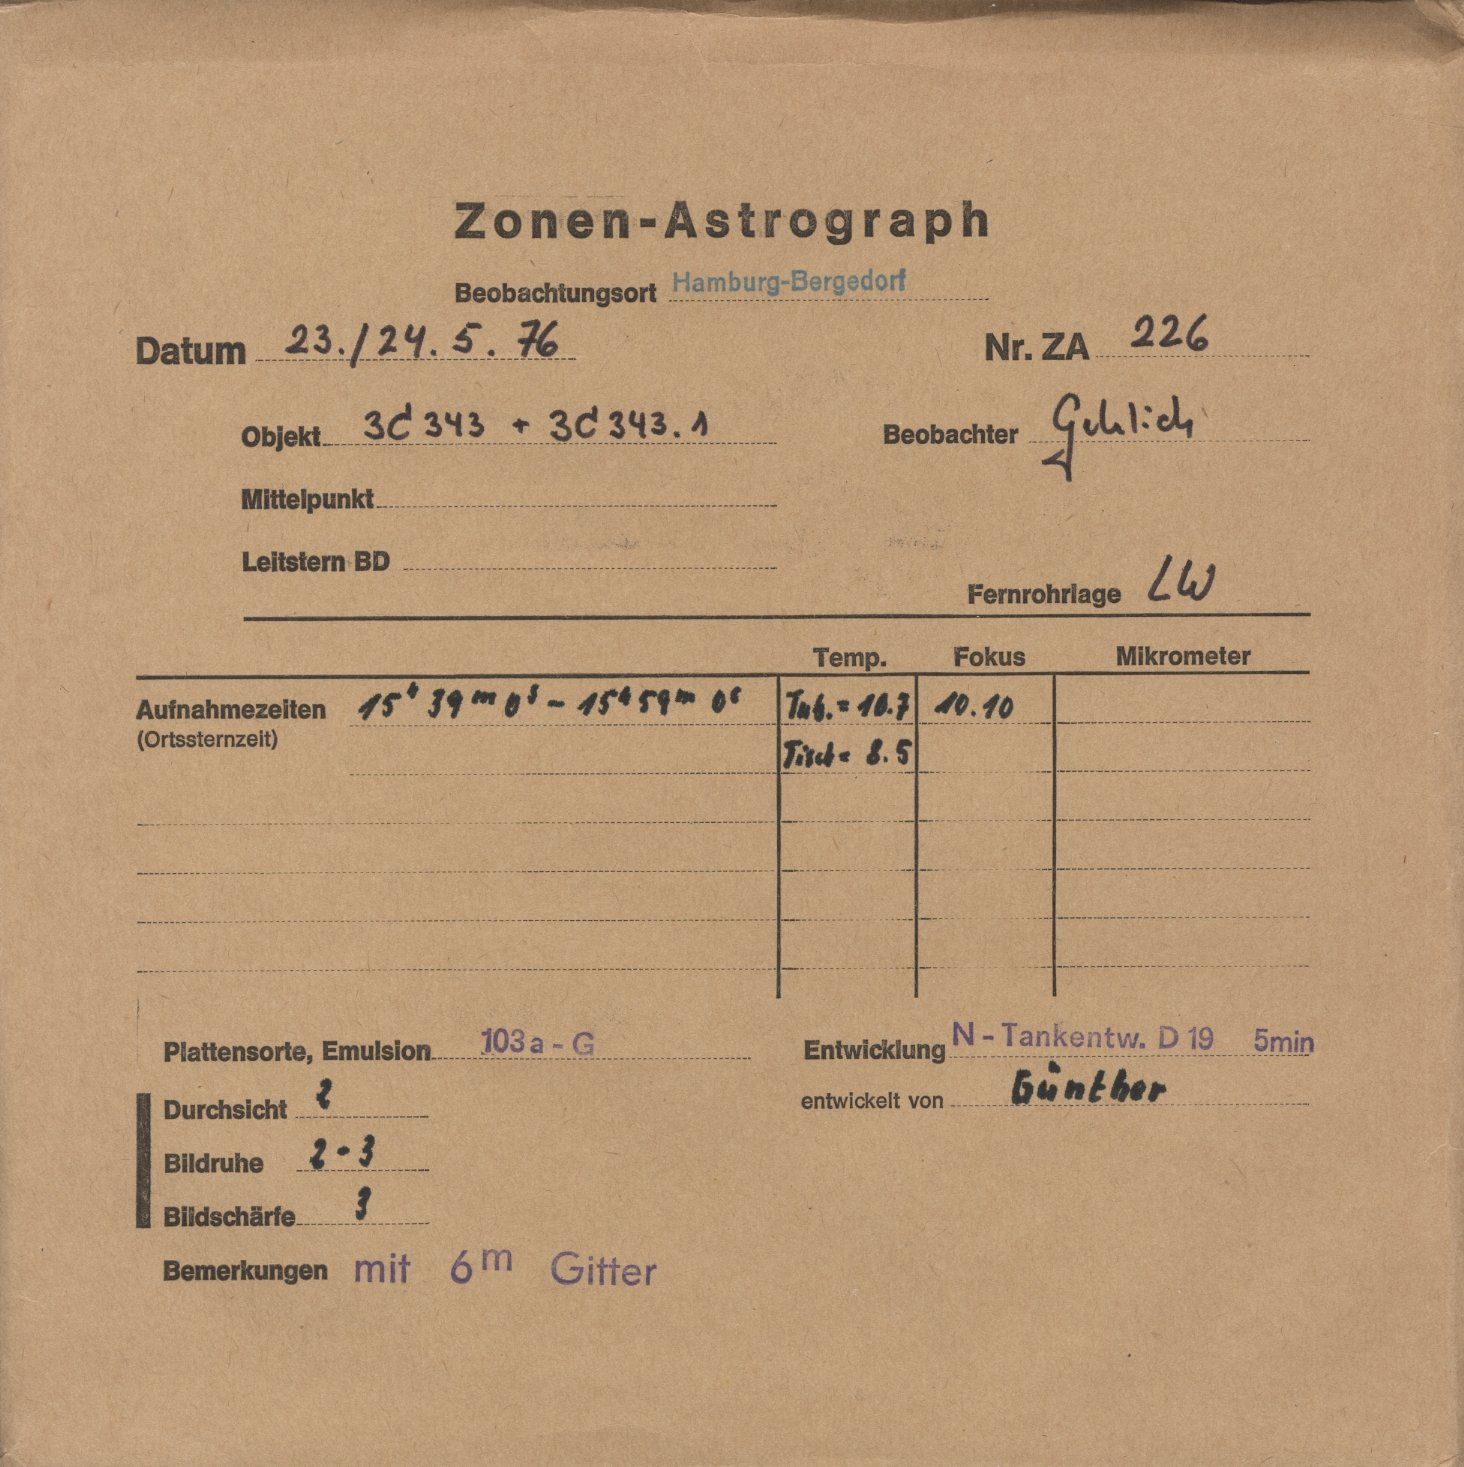 Zonen-Astrograph
Beobachtungsort Hamburg-Bergedorf
Datum 23./24. 5. 76 Nr. ZA 226
Objekt 3C 343 + 3C 343.1 Beobachter Gehlich
Mittelpunkt
Leitstern BD
Fernrohrlage LW
Temp. Fokus Mikrometer
Aufnahmezeiten 15ʰ 39ᵐ 0ˢ - 15ʰ 59ᵐ 0ˢ Tub.= 10.7 10.10
(Ortssternzeit)
Tisch= 8.5
Plattensorte, Emulsion 103a-G Entwicklung N-Tankentw. D 19 5min
Durchsicht 2 entwickelt von Günther
Bildruhe 2-3
Bildschärfe 3
Bemerkungen mit 6ᵐ Gitter